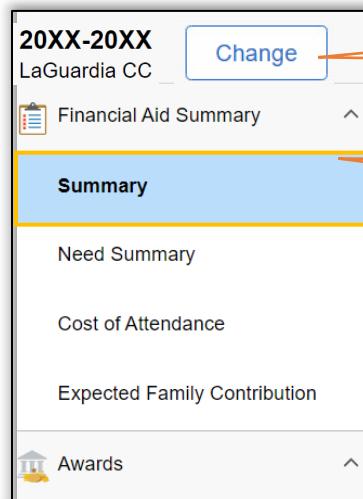 20XX-20XX
Change
LaGuardia CC
Financial Aid Summary
Summary
Need Summary
Cost of Attendance
Expected Family Contribution
Awards